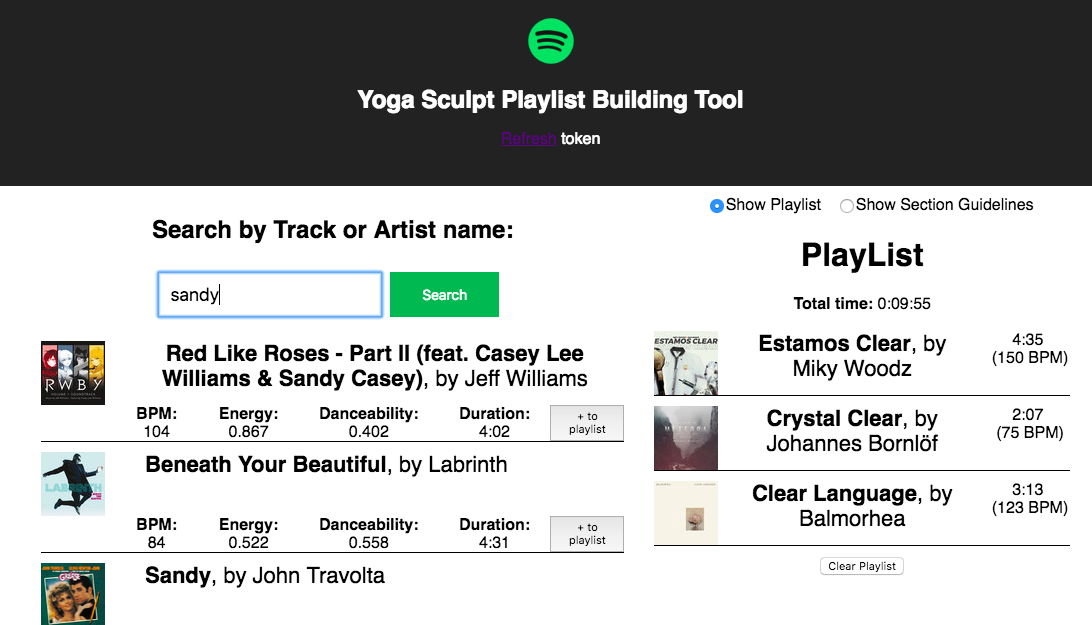 Yoga Sculpt Playlist Building Tool
Refresh token
Search by Track or Artist name:
sandy
Search
RWBY
Red Like Roses - Part II (feat. Casey Lee
Williams & Sandy Casey), by Jeff Williams
BPM: Energy: Danceability: Duration:
104 0.867 0.402 4:02
+ to
playlist
LABRINTH
Beneath Your Beautiful, by Labrinth
BPM: Energy: Danceability: Duration:
84 0.522 0.558 4:31
+ to
playlist
GREASE
Sandy, by John Travolta
Show Playlist Show Section Guidelines
PlayList
Total time: 0:09:55
ESTAMOS CLEAR
Estamos Clear, by
Miky Woodz
4:35
(150 BPM)
Crystal Clear, by
Johannes Bornlöf
2:07
(75 BPM)
Clear Language, by
Balmorhea
3:13
(123 BPM)
Clear Playlist